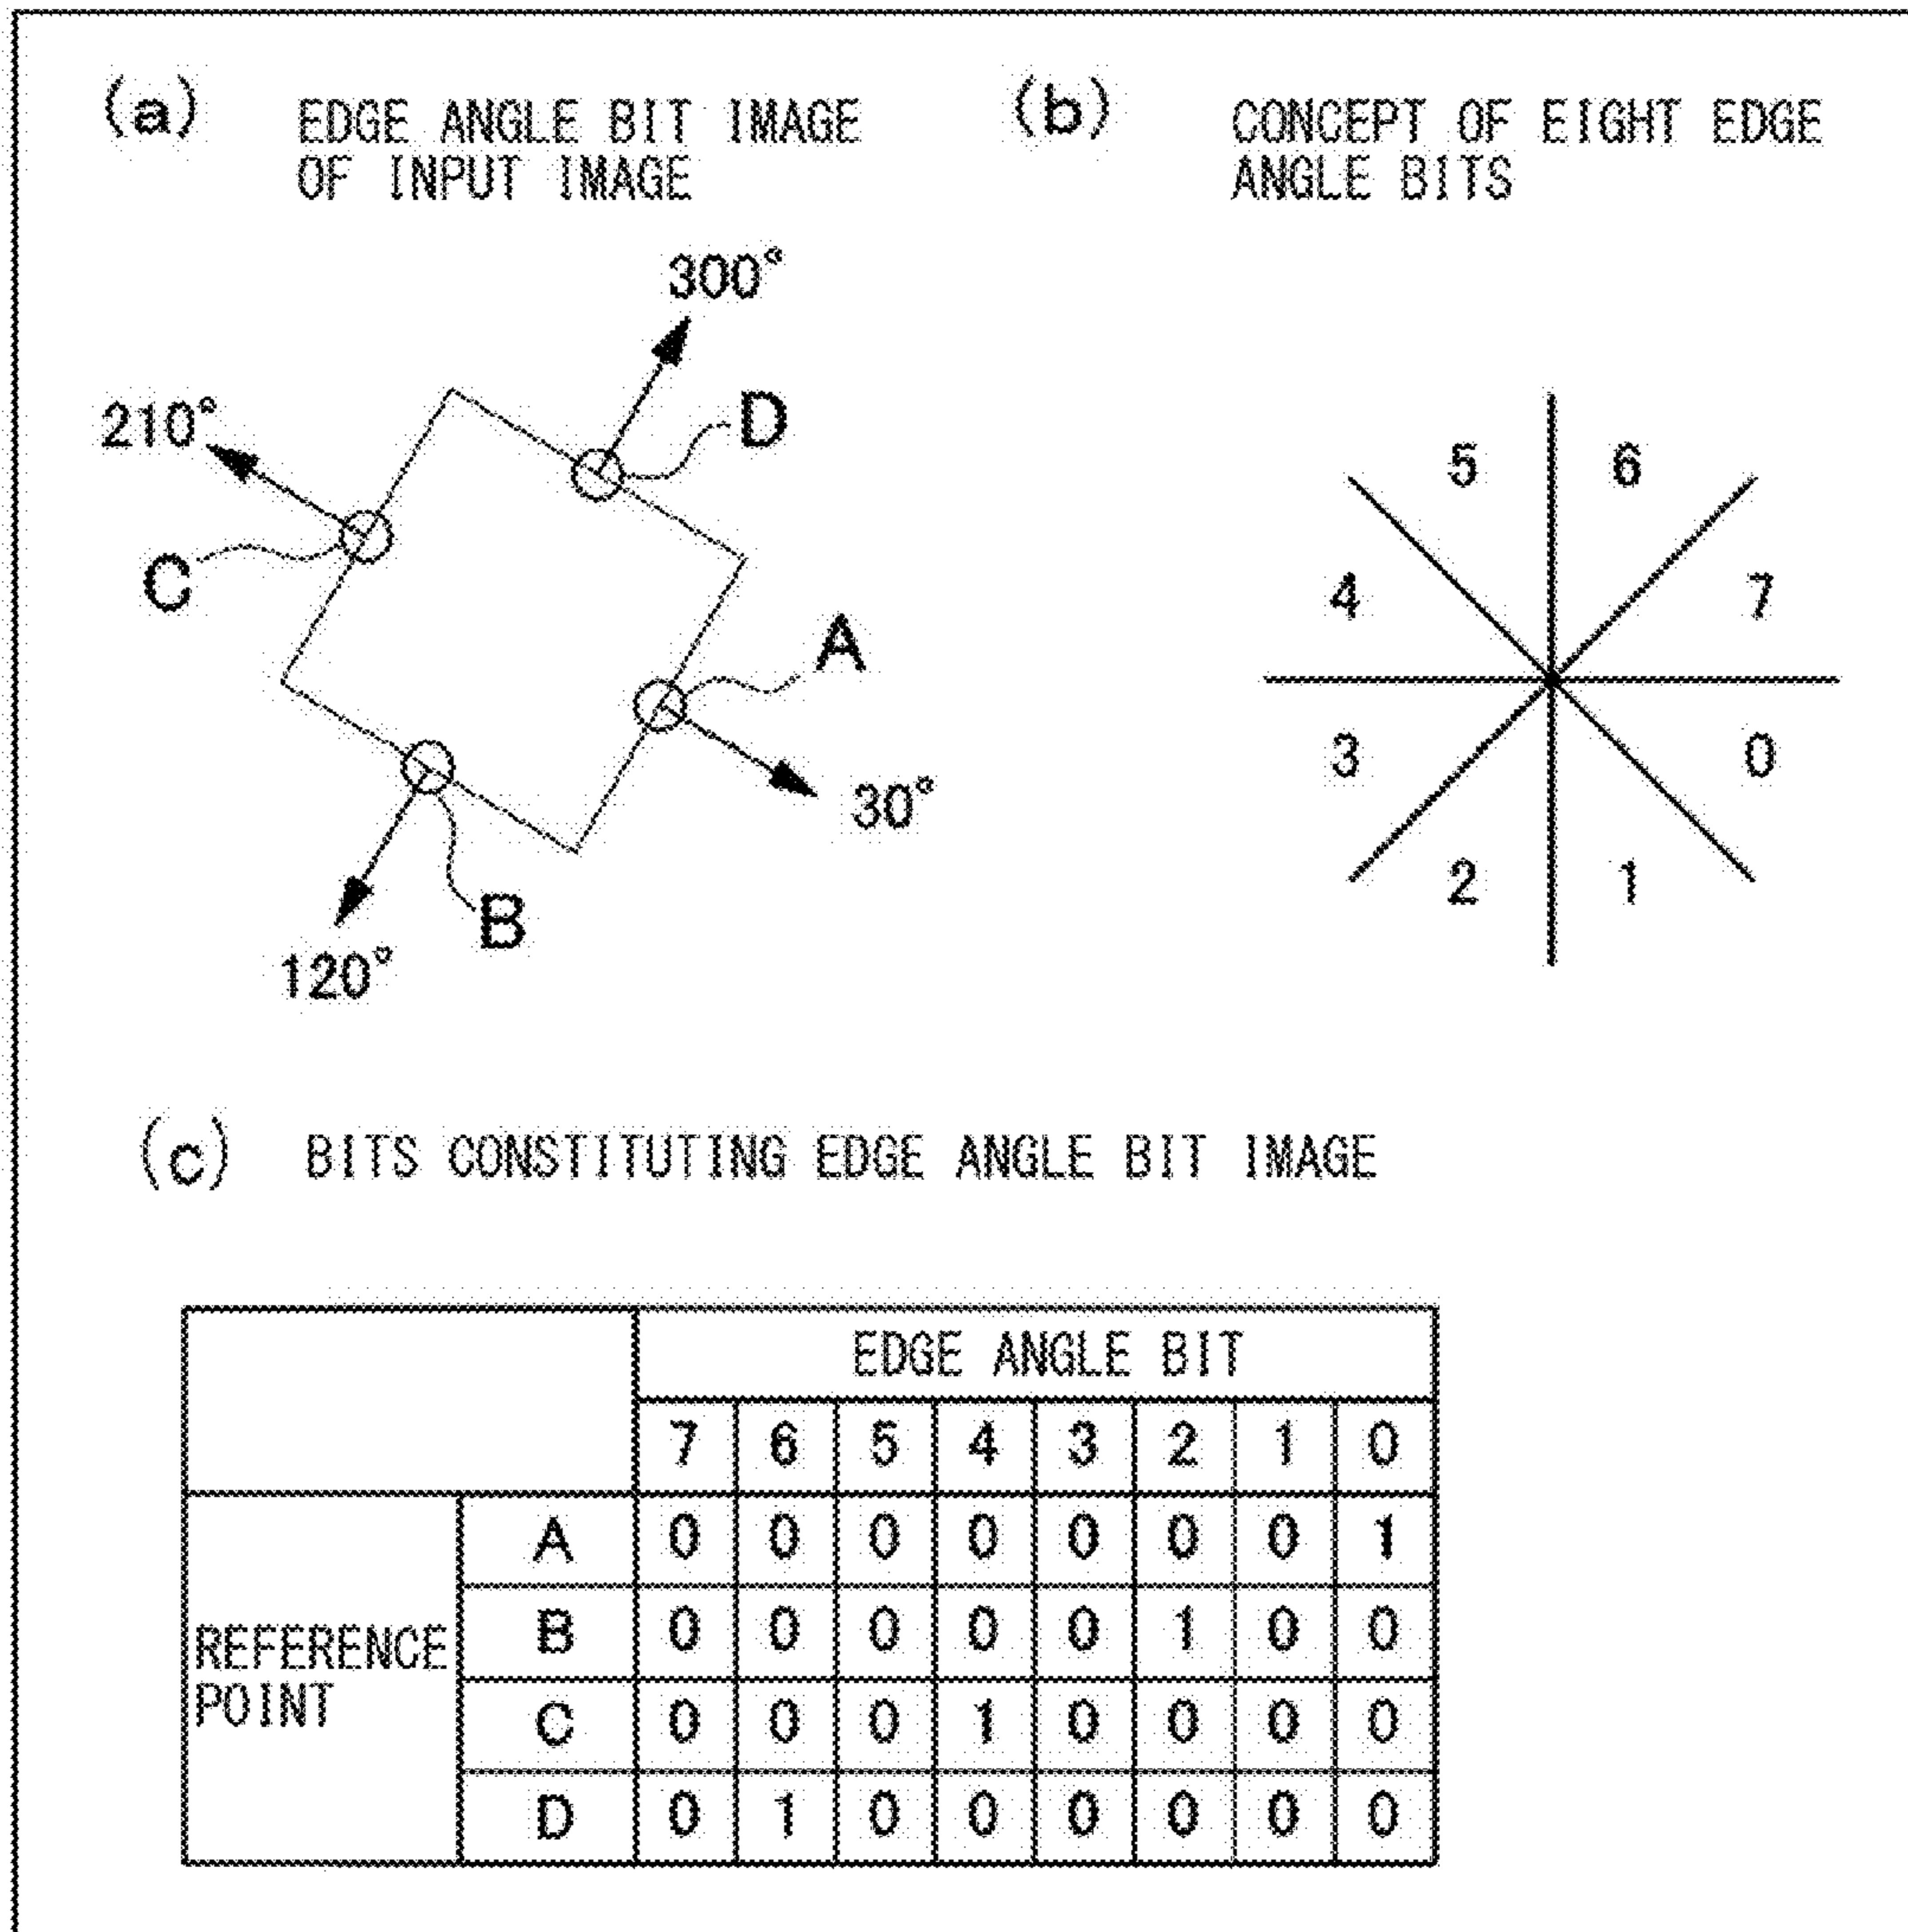 (a) EDGE ANGLE BIT IMAGE
OF INPUT IMAGE
300°
210°
D
C
A
30°
B
120°
(b) CONCEPT OF EIGHT EDGE
ANGLE BITS
5 6
4 7
3 0
2 1
(c) BITS CONSTITUTING EDGE ANGLE BIT IMAGE
EDGE ANGLE BIT
7 6 5 4 3 2 1 0
REFERENCE
POINT
A 0 0 0 0 0 0 0 1
B 0 0 0 0 0 1 0 0
C 0 0 0 1 0 0 0 0
D 0 1 0 0 0 0 0 0